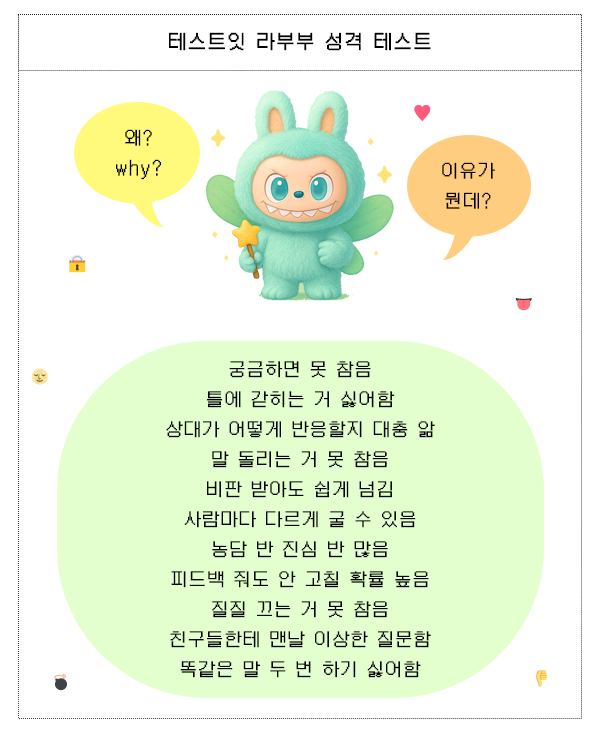 테스트잇 라부부 성격 테스트
왜?
why?
이유가
뭔데?
궁금하면 못 참음
틀에 갇히는 거 싫어함
상대가 어떻게 반응할지 대충 앎
말 돌리는 거 못 참음
비판 받아도 쉽게 넘김
사람마다 다르게 굴 수 있음
농담 반 진심 반 많음
피드백 줘도 안 고칠 확률 높음
질질 끄는 거 못 참음
친구들한테 맨날 이상한 질문함
똑같은 말 두 번 하기 싫어함